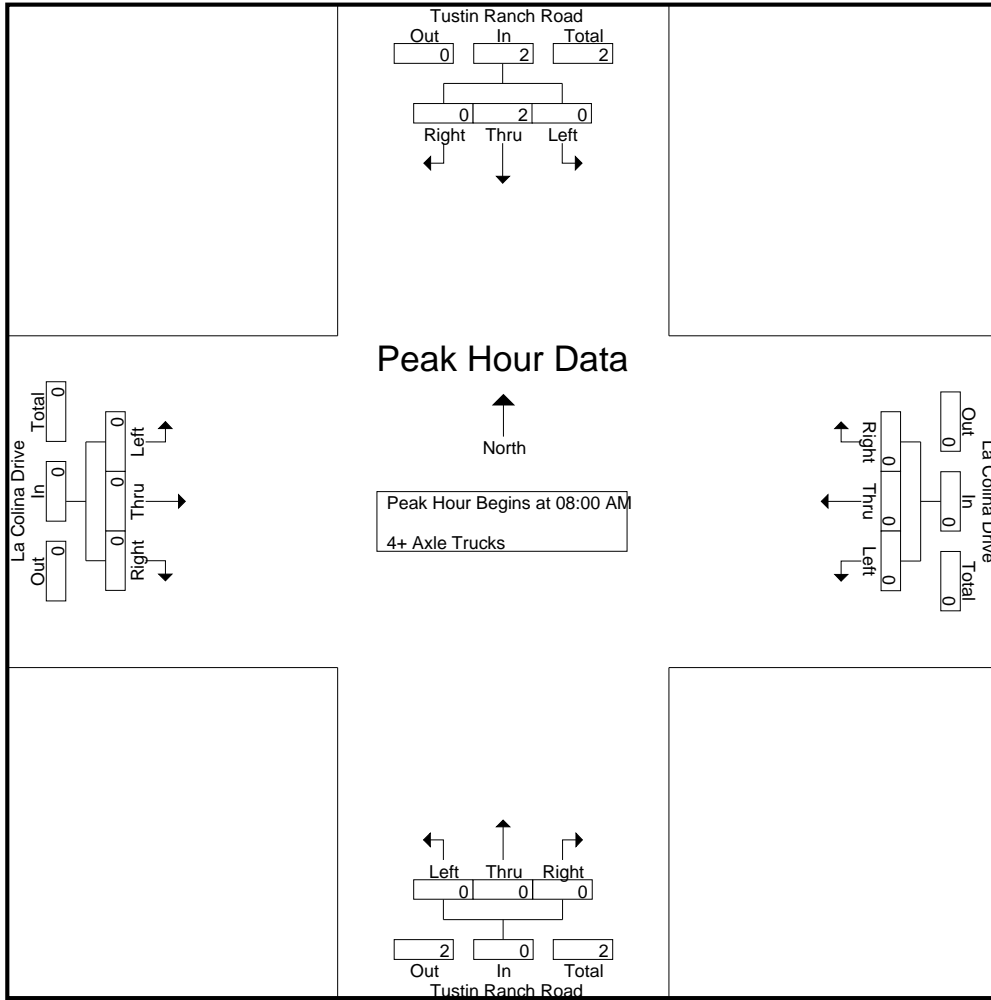 Tustin Ranch Road
Out In Total
0 2 2
0 2 0
Right Thru Left
Peak Hour Data
North
Peak Hour Begins at 08:00 AM
4+ Axle Trucks
La Colina Drive
Out In Total
0 0 0
0 0 0
Right Thru Left
La Colina Drive
Total In Out
0 0 0
0 0 0
Left Thru Right
Left Thru Right
0 0 0
2 0 2
Out In Total
Tustin Ranch Road